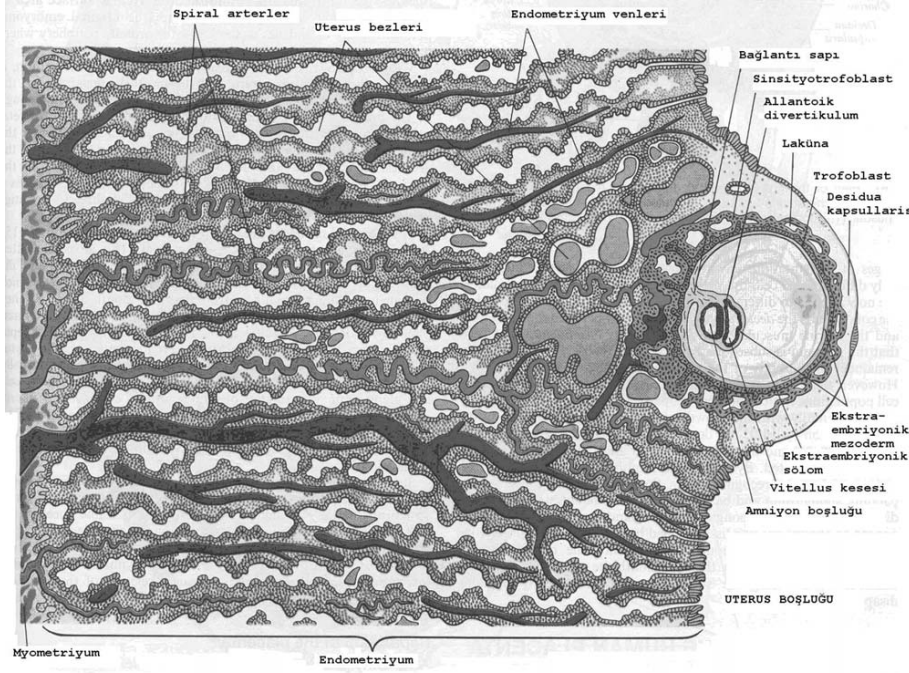 Spiral arterler
Uterus bezleri
Endometriyum venleri
Bağlantı sapı
Sinsityotrofoblast
Allantoik
divertikulum
Laküna
Trofoblast
Desidua
kapsullaris
Ekstra-
embriyonik
mezoderm
Ekstraembriyonik
sölom
Vitellus kesesi
Amniyon boşluğu
UTERUS BOŞLUĞU
Myometriyum
Endometriyum